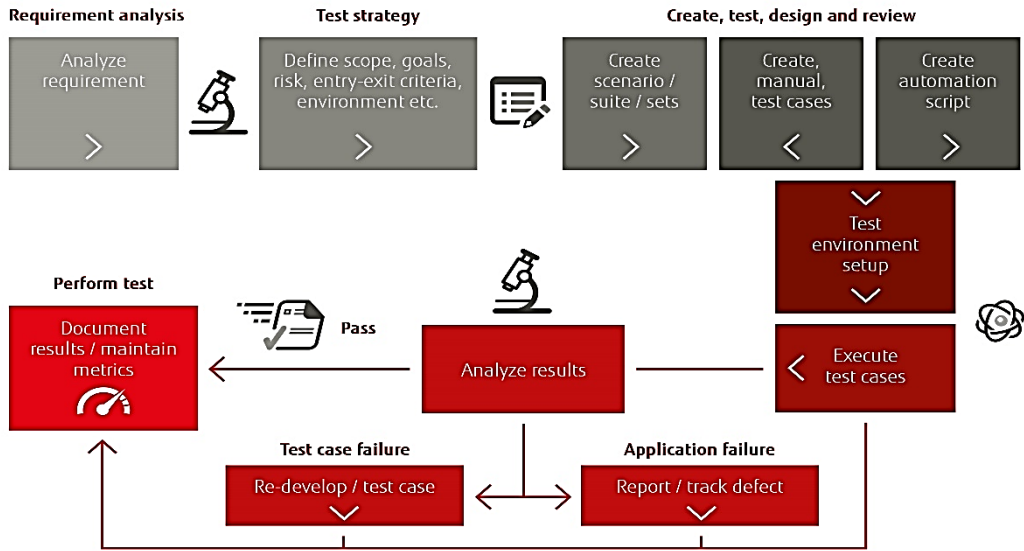 Requirement analysis
Test strategy
Create, test, design and review
Analyze
requirement
Define scope, goals,
risk, entry-exit criteria,
environment etc.
Create
scenario /
suite / sets
Create,
manual,
test cases
Create
automation
script
Test
environment
setup
Perform test
Document
results / maintain
metrics
Pass
Analyze results
Execute
test cases
Test case failure
Re-develop / test case
Application failure
Report / track defect